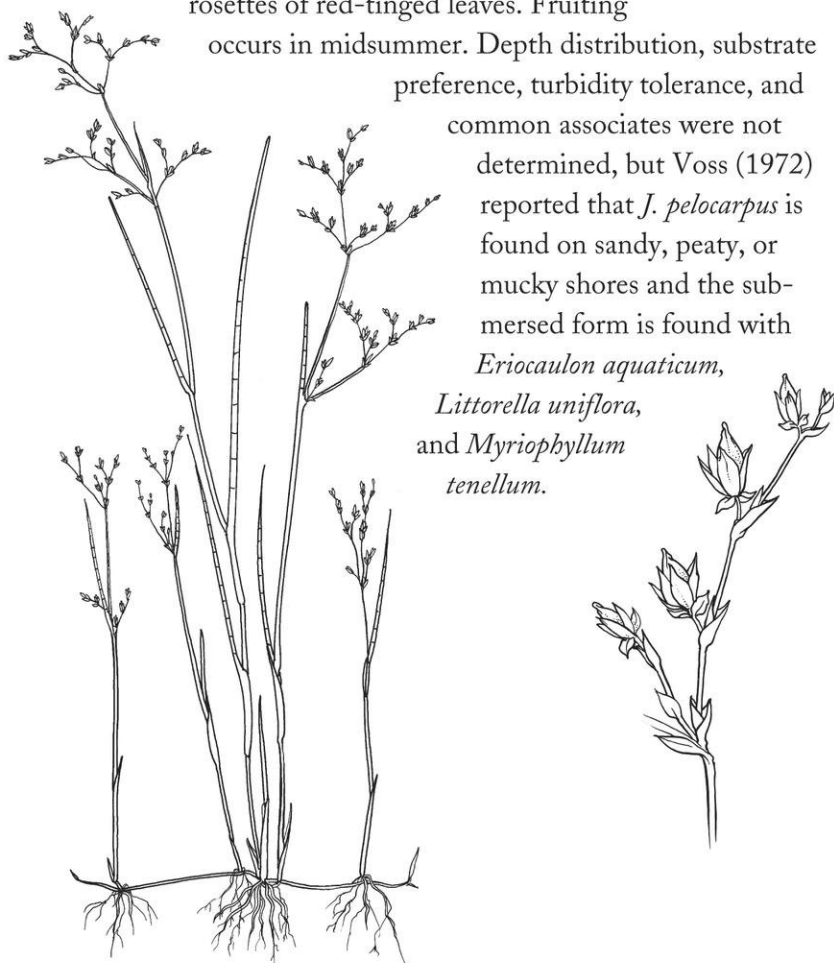 rosettes of red-tinged leaves. Fruiting
occurs in midsummer. Depth distribution, substrate
preference, turbidity tolerance, and
common associates were not
determined, but Voss (1972)
reported that J. pelocarpus is
found on sandy, peaty, or
mucky shores and the sub-
mersed form is found with
Eriocaulon aquaticum,
Littorella uniflora,
and Myriophyllum
tenellum.